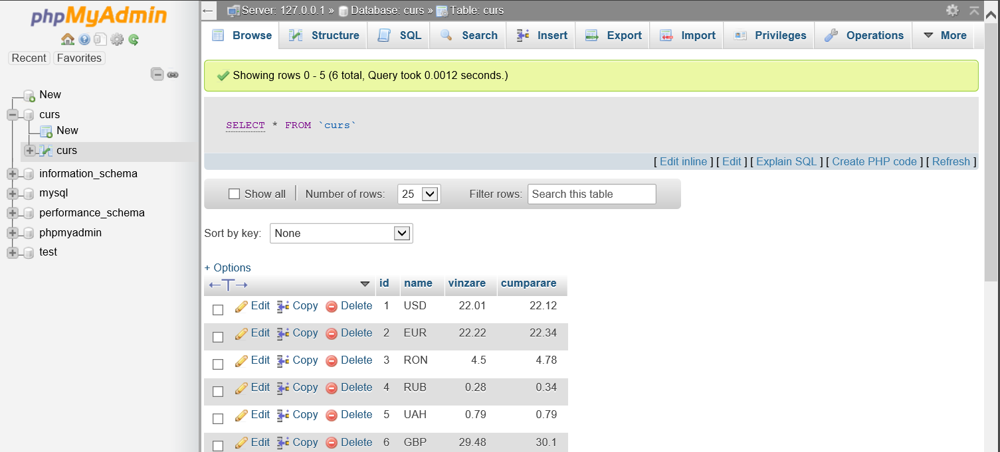 phpMyAdmin
Recent Favorites
New
curs
New
curs
information_schema
mysql
performance_schema
phpmyadmin
test
Server: 127.0.0.1 » Database: curs » Table: curs
Browse Structure SQL Search Insert Export Import Privileges Operations More
Showing rows 0 - 5 (6 total, Query took 0.0012 seconds.)
SELECT * FROM `curs`
[ Edit inline ] [ Edit ] [ Explain SQL ] [ Create PHP code ] [ Refresh ]
Show all Number of rows: 25 Filter rows: Search this table
Sort by key: None
+ Options
←T→ id name vinzare cumparare
Edit Copy Delete 1 USD 22.01 22.12
Edit Copy Delete 2 EUR 22.22 22.34
Edit Copy Delete 3 RON 4.5 4.78
Edit Copy Delete 4 RUB 0.28 0.34
Edit Copy Delete 5 UAH 0.79 0.79
Edit Copy Delete 6 GBP 29.48 30.1